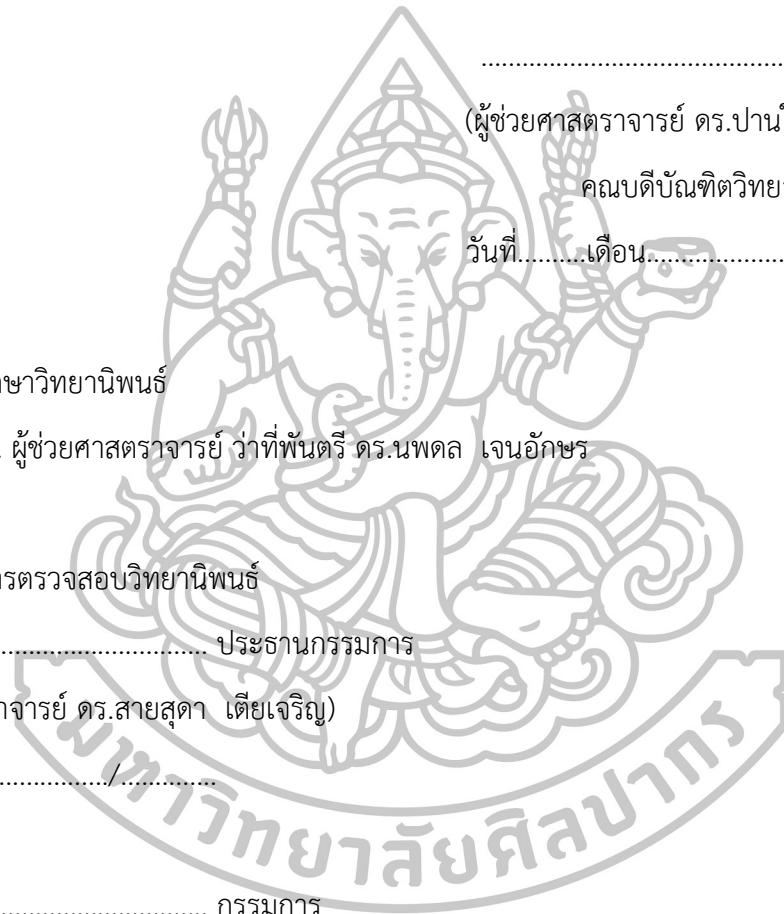 ................................................
(ผู้ช่วยศาสตราจารย์ ดร.ปาน
คณบดีบัณฑิตวิทย
วันที่..........เดือน....................
ษาวิทยานิพนธ์
. ผู้ช่วยศาสตราจารย์ ว่าที่พันตรี ดร.นพดล เจนอักษร
รตรวจสอบวิทยานิพนธ์
................................ ประธานกรรมการ
าจารย์ ดร.สายสุดา เตียเจริญ)
................/..............
มหาวิทยาลัยศิลปากร
................................ กรรมการ